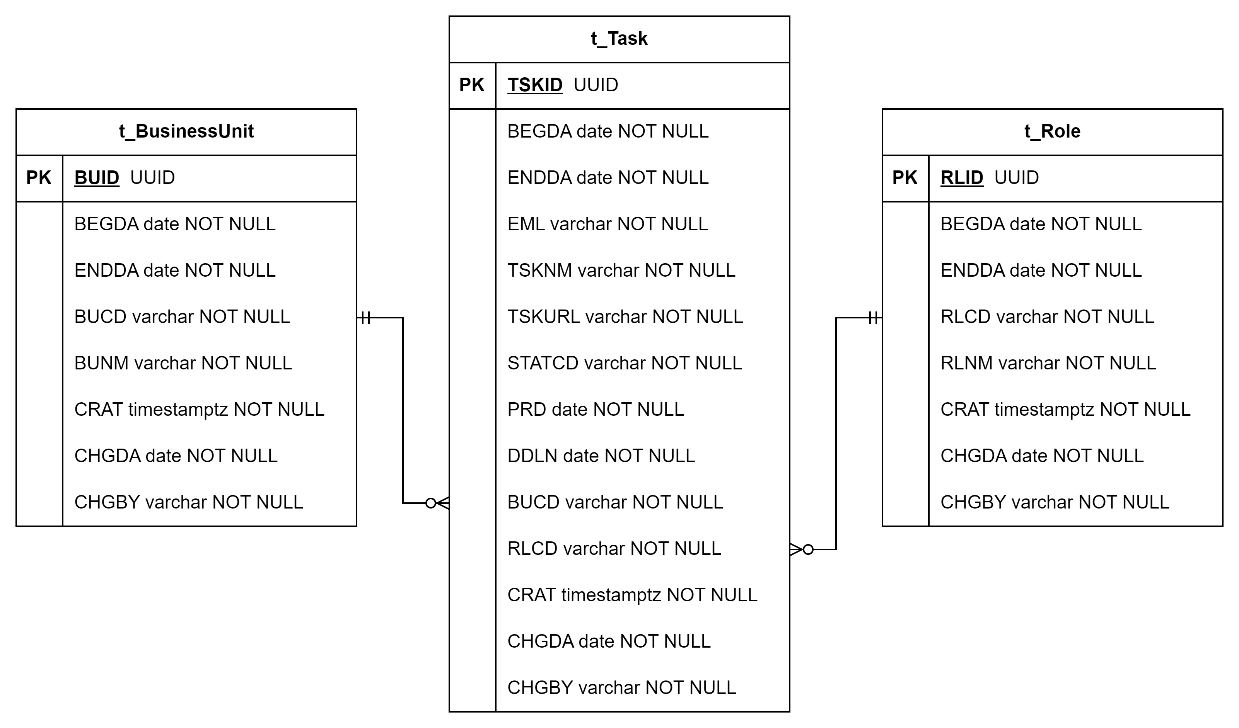 t_BusinessUnit
PK BUID UUID
BEGDA date NOT NULL
ENDDA date NOT NULL
BUCD varchar NOT NULL
BUNM varchar NOT NULL
CRAT timestamptz NOT NULL
CHGDA date NOT NULL
CHGBY varchar NOT NULL
t_Task
PK TSKID UUID
BEGDA date NOT NULL
ENDDA date NOT NULL
EML varchar NOT NULL
TSKNM varchar NOT NULL
TSKURL varchar NOT NULL
STATCD varchar NOT NULL
PRD date NOT NULL
DDLN date NOT NULL
BUCD varchar NOT NULL
RLCD varchar NOT NULL
CRAT timestamptz NOT NULL
CHGDA date NOT NULL
CHGBY varchar NOT NULL
t_Role
PK RLID UUID
BEGDA date NOT NULL
ENDDA date NOT NULL
RLCD varchar NOT NULL
RLNM varchar NOT NULL
CRAT timestamptz NOT NULL
CHGDA date NOT NULL
CHGBY varchar NOT NULL